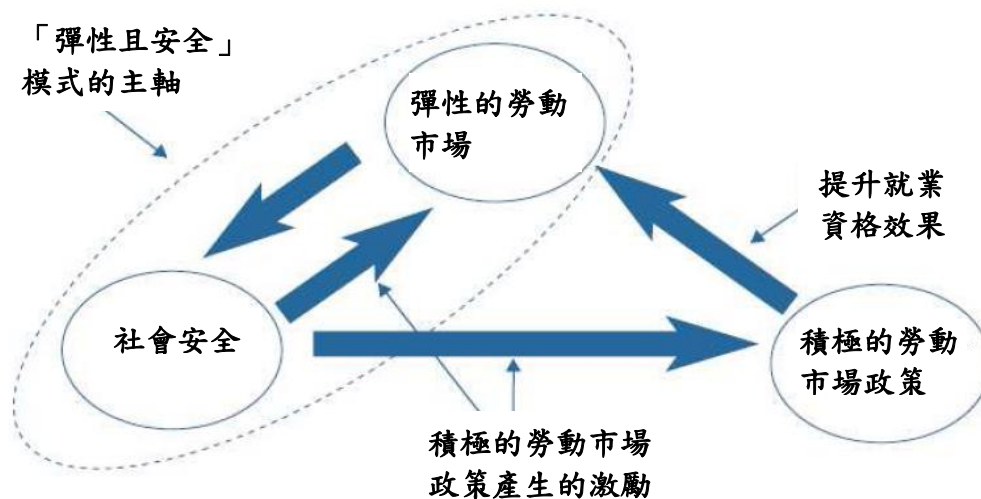 「彈性且安全」
模式的主軸
彈性的勞動
市場
提升就業
資格效果
社會安全
積極的勞動
市場政策
積極的勞動市場
政策產生的激勵